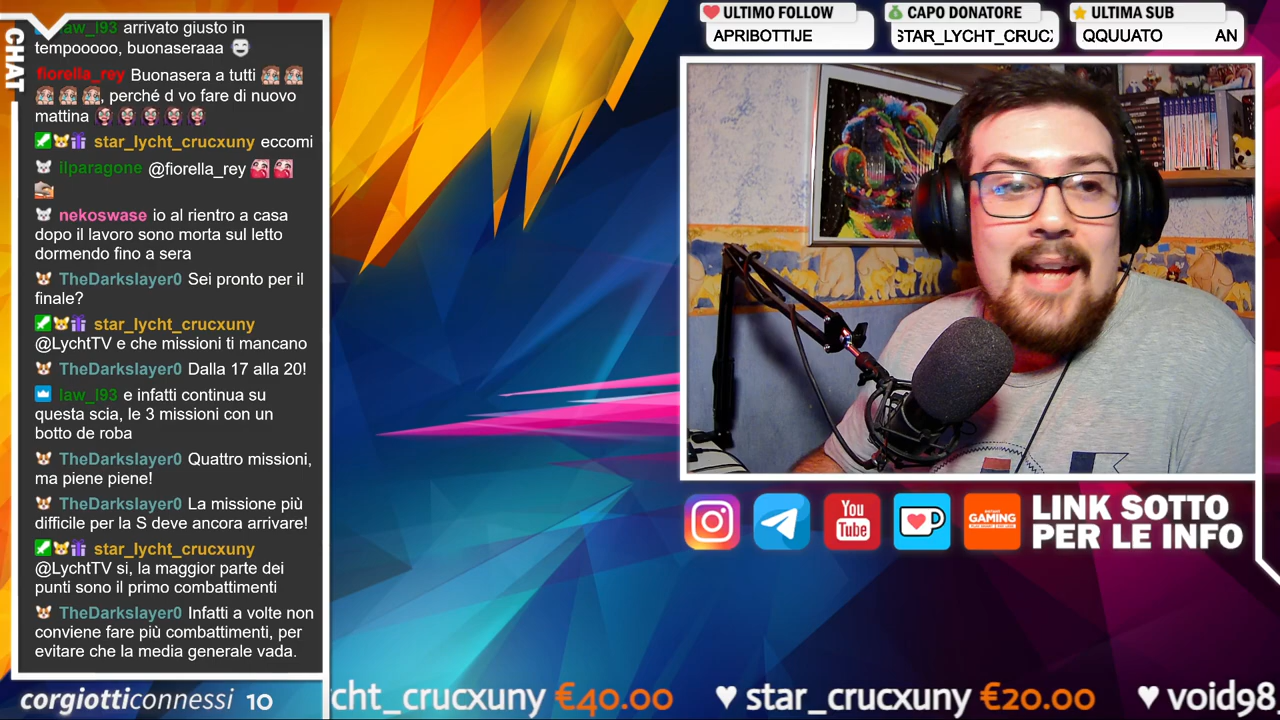 CHAT
law_l93 arrivato giusto in
tempooooo, buonaseraaa
fiorella_rey Buonasera a tutti
, perché d vo fare di nuovo
mattina
star_lycht_crucxuny eccomi
ilparagone @fiorella_rey
nekoswase io al rientro a casa
dopo il lavoro sono morta sul letto
dormendo fino a sera
TheDarkslayer0 Sei pronto per il
finale?
star_lycht_crucxuny
@LychtTV e che missioni ti mancano
TheDarkslayer0 Dalla 17 alla 20!
law_l93 e infatti continua su
questa scia, le 3 missioni con un
botto de roba
TheDarkslayer0 Quattro missioni,
ma piene piene!
TheDarkslayer0 La missione più
difficile per la S deve ancora arrivare!
star_lycht_crucxuny
@LychtTV si, la maggior parte dei
punti sono il primo combattimenti
TheDarkslayer0 Infatti a volte non
conviene fare più combattimenti, per
evitare che la media generale vada.
corgiotticonnessi 10
ULTIMO FOLLOW
APRIBOTTIJE
CAPO DONATORE
STAR_LYCHT_CRUCX
ULTIMA SUB
QQUUATO AN
You
Tube
INSTANT
GAMING
LINK SOTTO
PER LE INFO
cht_crucxuny €40.00 ♥ star_crucxuny €20.00 ♥ void98_